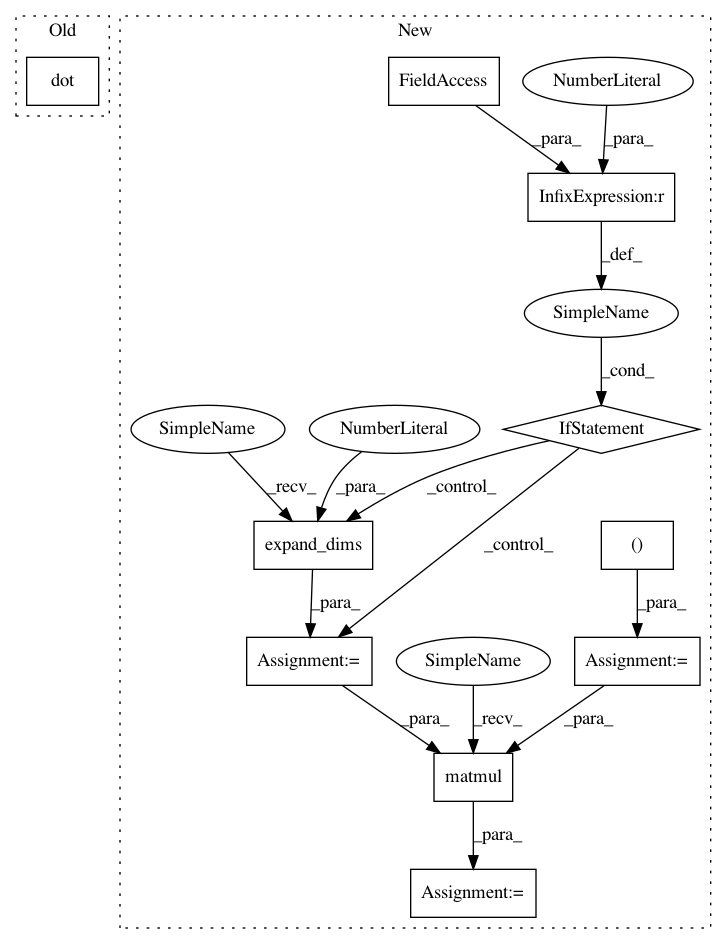 Old
New
dot
FieldAccess
NumberLiteral
_para_
_para_
InfixExpression:r
_def_
SimpleName
_cond_
SimpleName
NumberLiteral
IfStatement
_recv_
_para_
_control_
expand_dims
_control_
()
_para_
_para_
Assignment:=
SimpleName
Assignment:=
_para_
_recv_
_para_
matmul
_para_
Assignment:=